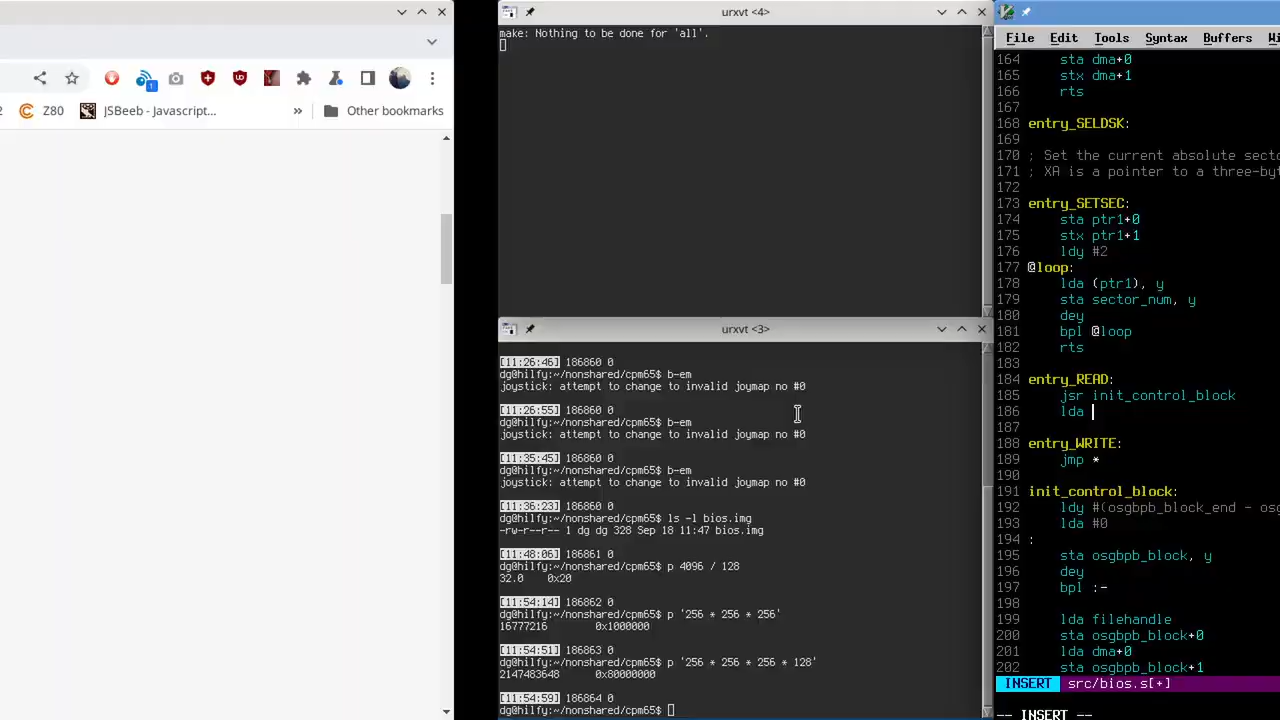 1
2
Z80
JSBeeb - Javascript...
»
Other bookmarks
urxvt <4>
make: Nothing to be done for 'all'.
urxvt <3>
[11:26:46] 186860 0
dg@hilfy:~/nonshared/cpm65$ b-em
joystick: attempt to change to invalid joymap no #0
[11:26:55] 186860 0
dg@hilfy:~/nonshared/cpm65$ b-em
joystick: attempt to change to invalid joymap no #0
[11:35:45] 186860 0
dg@hilfy:~/nonshared/cpm65$ b-em
joystick: attempt to change to invalid joymap no #0
[11:36:23] 186860 0
dg@hilfy:~/nonshared/cpm65$ ls -l bios.img
-rw-r--r-- 1 dg dg 328 Sep 18 11:47 bios.img
[11:48:06] 186861 0
dg@hilfy:~/nonshared/cpm65$ p 4096 / 128
32.0    0x20
[11:54:14] 186862 0
dg@hilfy:~/nonshared/cpm65$ p '256 * 256 * 256'
16777216        0x1000000
[11:54:51] 186863 0
dg@hilfy:~/nonshared/cpm65$ p '256 * 256 * 256 * 128'
2147483648      0x80000000
[11:54:59] 186864 0
dg@hilfy:~/nonshared/cpm65$
File Edit Tools Syntax Buffers Wi
164     sta dma+0
165     stx dma+1
166     rts
167
168 entry_SELDSK:
170 ; Set the current absolute secto
171 ; XA is a pointer to a three-by
172
173 entry_SETSEC:
174     sta ptr1+0
175     stx ptr1+1
176     ldy #2
177 @loop:
178     lda (ptr1), y
179     sta sector_num, y
180     dey
181     bpl @loop
182     rts
183
184 entry_READ:
185     jsr init_control_block
186     lda
187
188 entry_WRITE:
189     jmp *
190
191 init_control_block:
192     ldy #(osgbpb_block_end - os
193     lda #0
194 :
195     sta osgbpb_block, y
196     dey
197     bpl :-
198
199     lda filehandle
200     sta osgbpb_block+0
201     lda dma+0
202     sta osgbpb_block+1
INSERT src/bios.s[+]
-- INSERT --